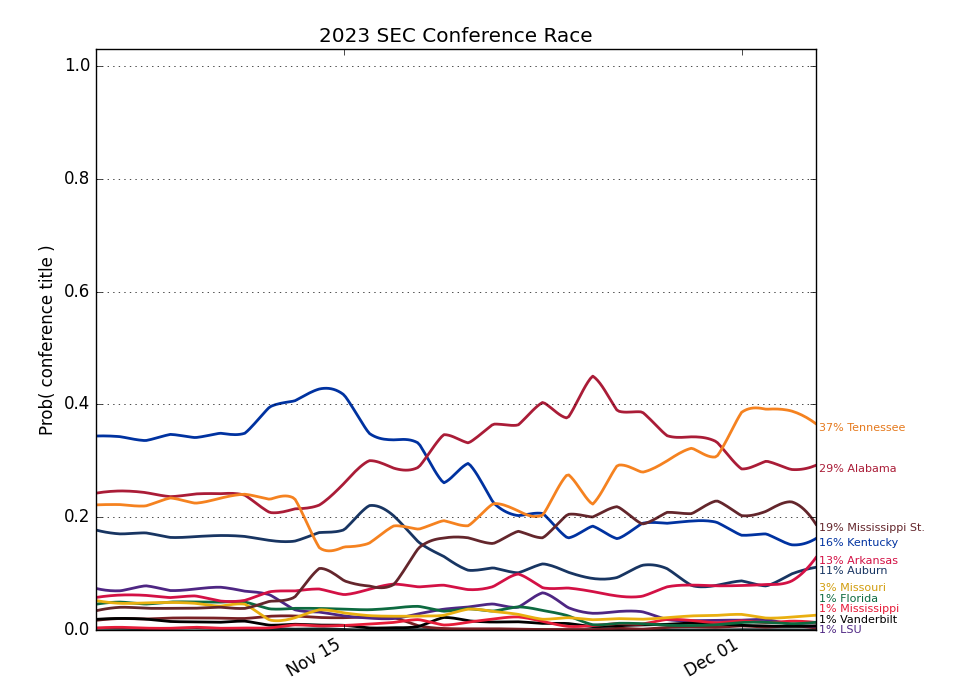 2023 SEC Conference Race
Prob( conference title )
1.0
0.8
0.6
0.4
0.2
0.0
Nov 15
Dec 01
37% Tennessee
29% Alabama
19% Mississippi St.
16% Kentucky
13% Arkansas
11% Auburn
3% Missouri
1% Florida
1% Mississippi
1% Vanderbilt
1% LSU